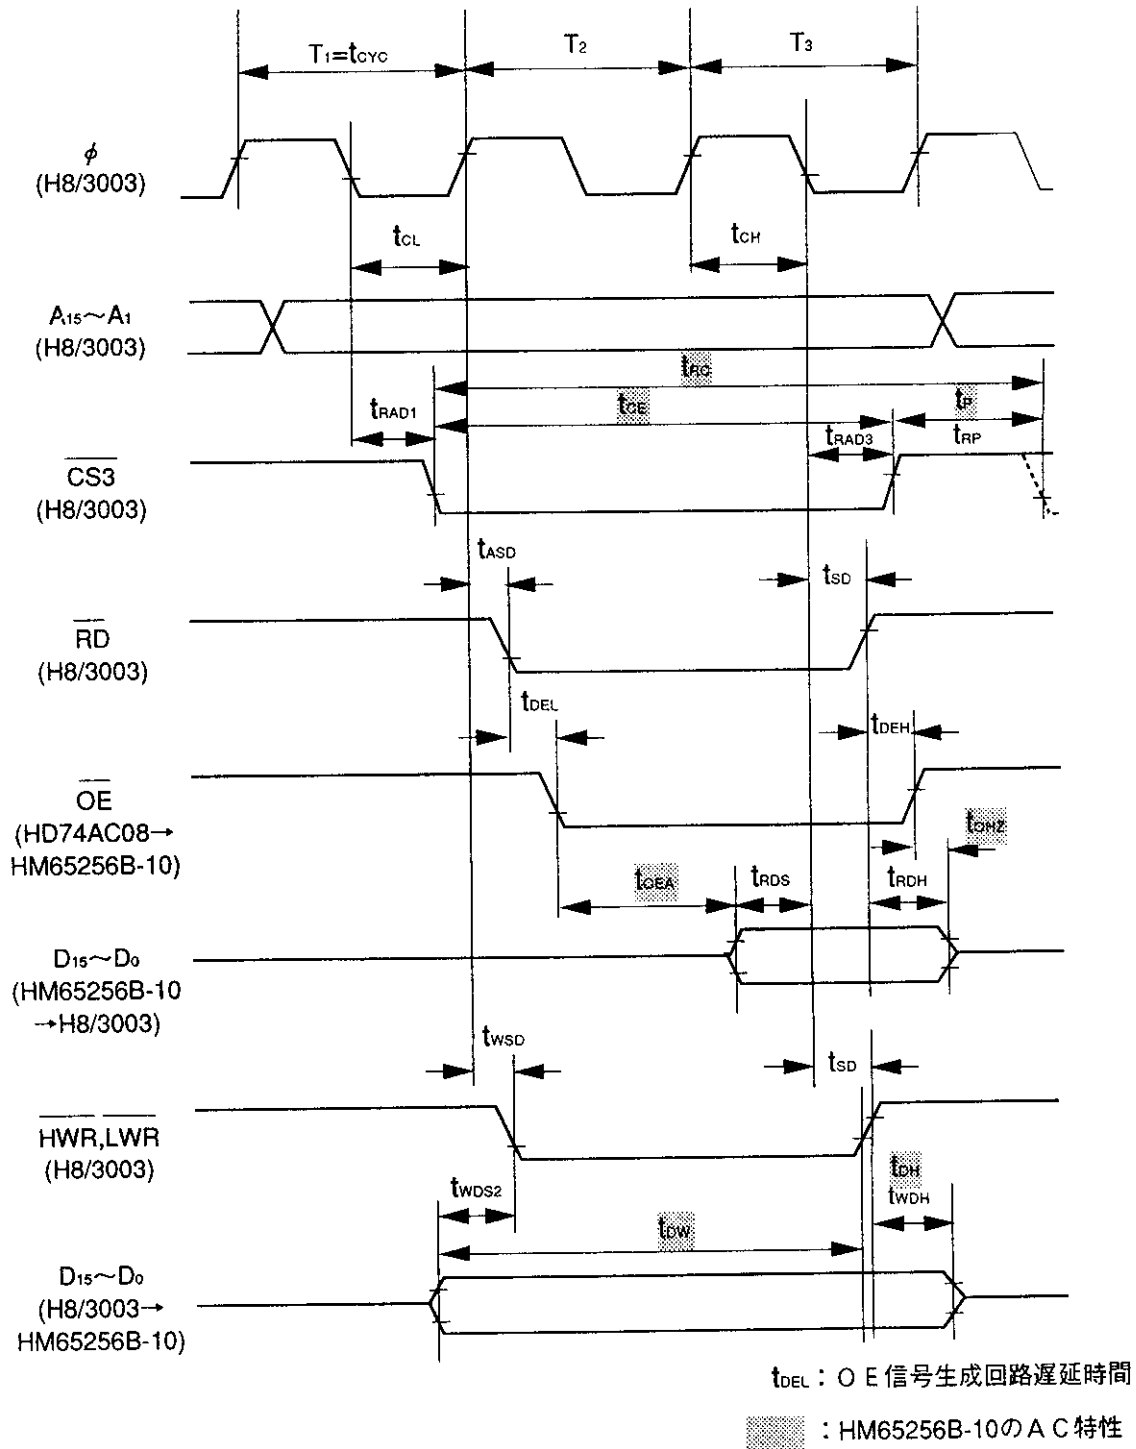 T1=tCYC
T2
T3
φ
(H8/3003)
tCL
tCH
A15～A1
(H8/3003)
tRC
tRAD1
tCE
tP
tRAD3
tRP
CS3
(H8/3003)
tASD
tSD
RD
(H8/3003)
tDEL
tDEH
OE
(HD74AC08→
HM65256B-10)
tOHZ
tOEA
tRDS
tRDH
D15～D0
(HM65256B-10
→H8/3003)
tWSD
tSD
HWR,LWR
(H8/3003)
tDH
tWDS2
tWDH
tDW
D15～D0
(H8/3003→
HM65256B-10)
tDEL：ＯＥ信号生成回路遅延時間
：HM65256B-10のＡＣ特性